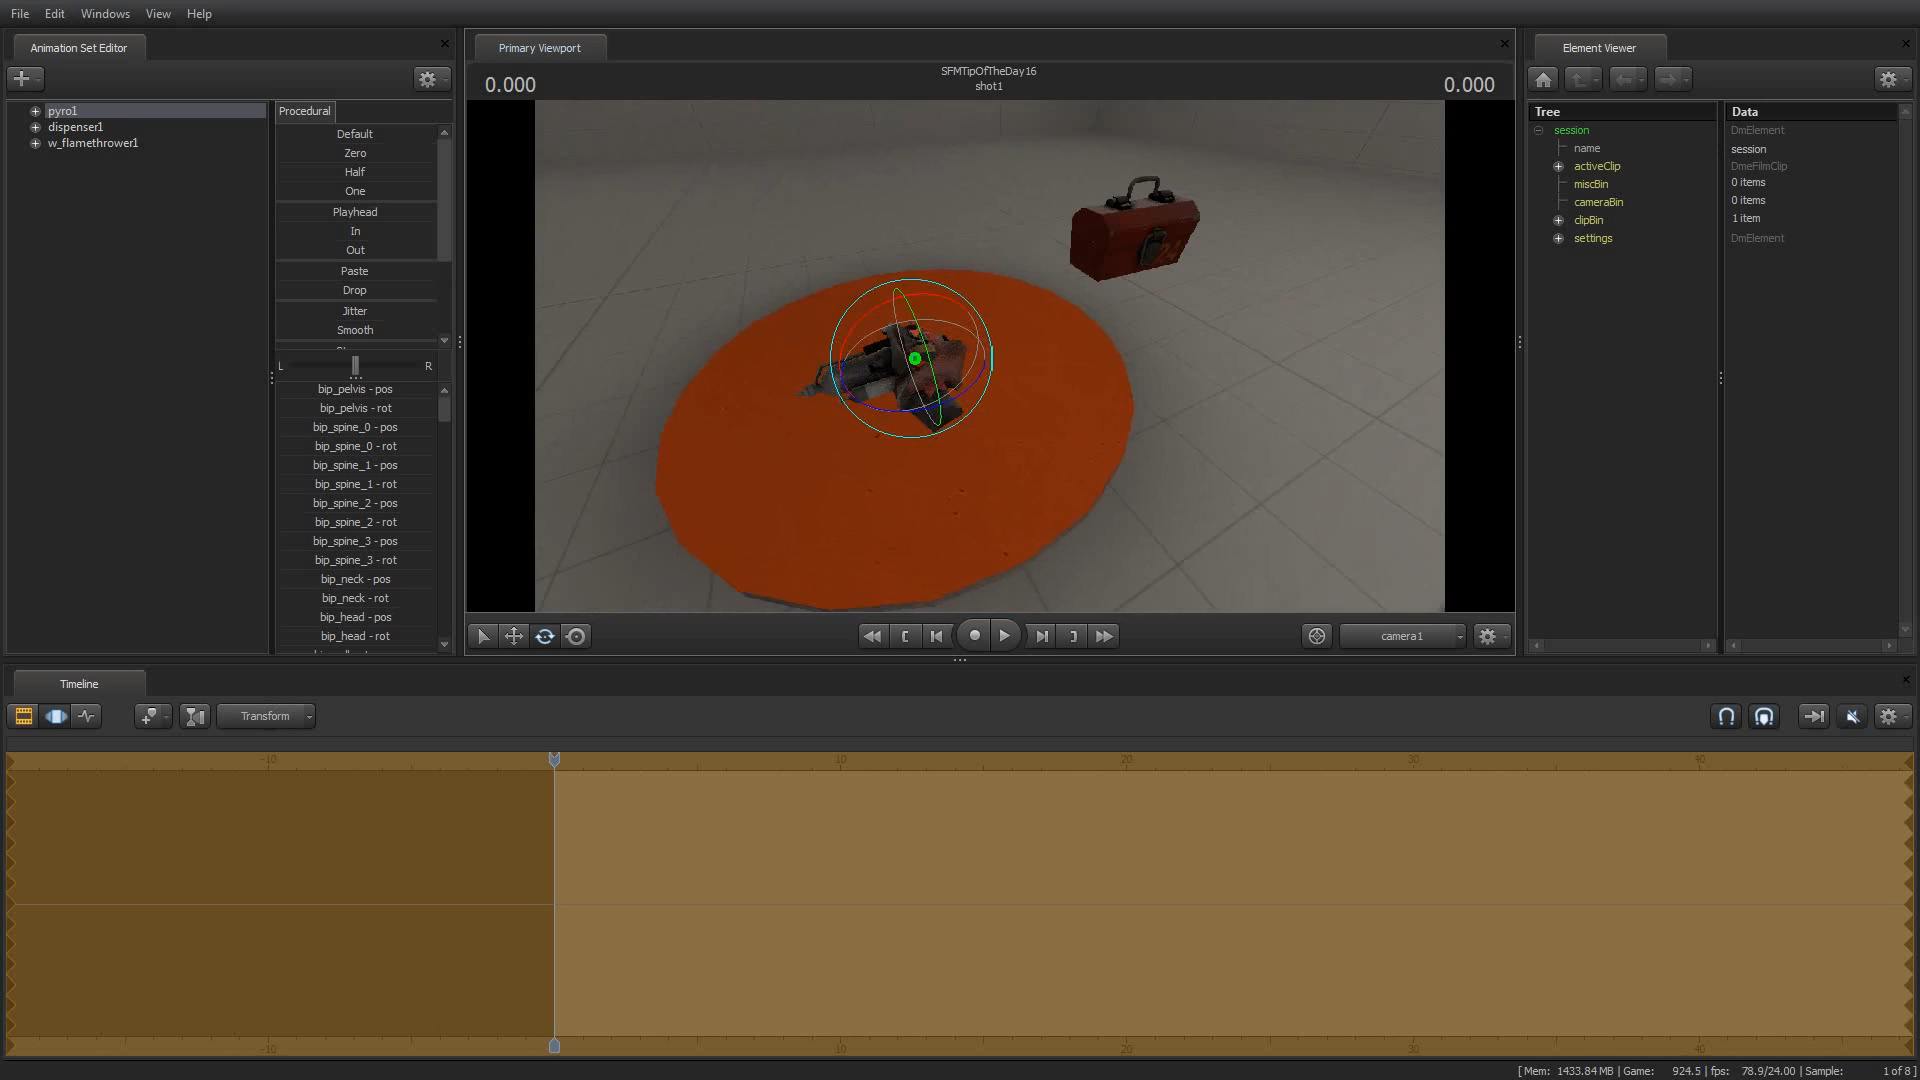 File Edit Windows View Help
Animation Set Editor
Primary Viewport
Element Viewer
0.000
SFMTipOfTheDay16
shot1
0.000
pyro1
dispenser1
w_flamethrower1
Procedural
Default
Zero
Half
One
Playhead
In
Out
Paste
Drop
Jitter
Smooth
L R
bip_pelvis - pos
bip_pelvis - rot
bip_spine_0 - pos
bip_spine_0 - rot
bip_spine_1 - pos
bip_spine_1 - rot
bip_spine_2 - pos
bip_spine_2 - rot
bip_spine_3 - pos
bip_spine_3 - rot
bip_neck - pos
bip_neck - rot
bip_head - pos
bip_head - rot
24
camera1
Tree Data
session DmElement
name session
activeClip DmeFilmClip
miscBin 0 items
cameraBin 0 items
clipBin 1 item
settings DmElement
Timeline
Transform
-10 10 20 30 40
-10 10 20 30 40
[ Mem: 1433.84 MB | Game: 924.5 | fps: 78.9/24.00 | Sample: 1 of 8 ]